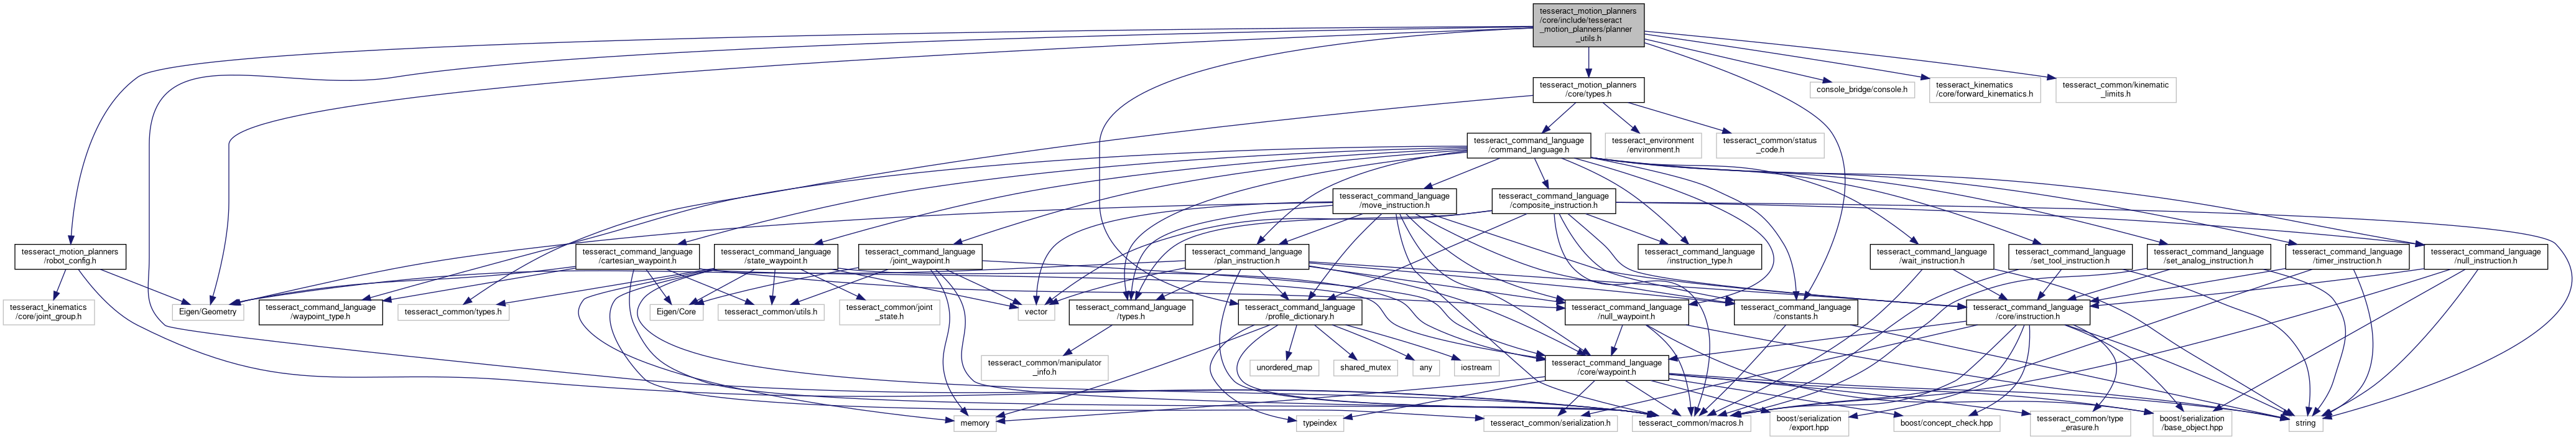 tesseract_motion_planners
/core/include/tesseract
_motion_planners/planner
_utils.h
tesseract_motion_planners
/core/types.h
console_bridge/console.h
tesseract_kinematics
/core/forward_kinematics.h
tesseract_common/kinematic
_limits.h
tesseract_command_language
/command_language.h
tesseract_environment
/environment.h
tesseract_common/status
_code.h
tesseract_command_language
/move_instruction.h
tesseract_command_language
/composite_instruction.h
tesseract_motion_planners
/robot_config.h
tesseract_command_language
/cartesian_waypoint.h
tesseract_command_language
/state_waypoint.h
tesseract_command_language
/joint_waypoint.h
tesseract_command_language
/plan_instruction.h
tesseract_command_language
/instruction_type.h
tesseract_command_language
/wait_instruction.h
tesseract_command_language
/set_tool_instruction.h
tesseract_command_language
/set_analog_instruction.h
tesseract_command_language
/timer_instruction.h
tesseract_command_language
/null_instruction.h
tesseract_kinematics
/core/joint_group.h
Eigen/Geometry
tesseract_command_language
/waypoint_type.h
tesseract_common/types.h
Eigen/Core
tesseract_common/utils.h
tesseract_common/joint
_state.h
vector
tesseract_command_language
/types.h
tesseract_command_language
/profile_dictionary.h
tesseract_command_language
/null_waypoint.h
tesseract_command_language
/constants.h
tesseract_command_language
/core/instruction.h
tesseract_common/manipulator
_info.h
unordered_map
shared_mutex
any
iostream
tesseract_command_language
/core/waypoint.h
memory
typeindex
tesseract_common/serialization.h
tesseract_common/macros.h
boost/serialization
/export.hpp
boost/concept_check.hpp
tesseract_common/type
_erasure.h
boost/serialization
/base_object.hpp
string